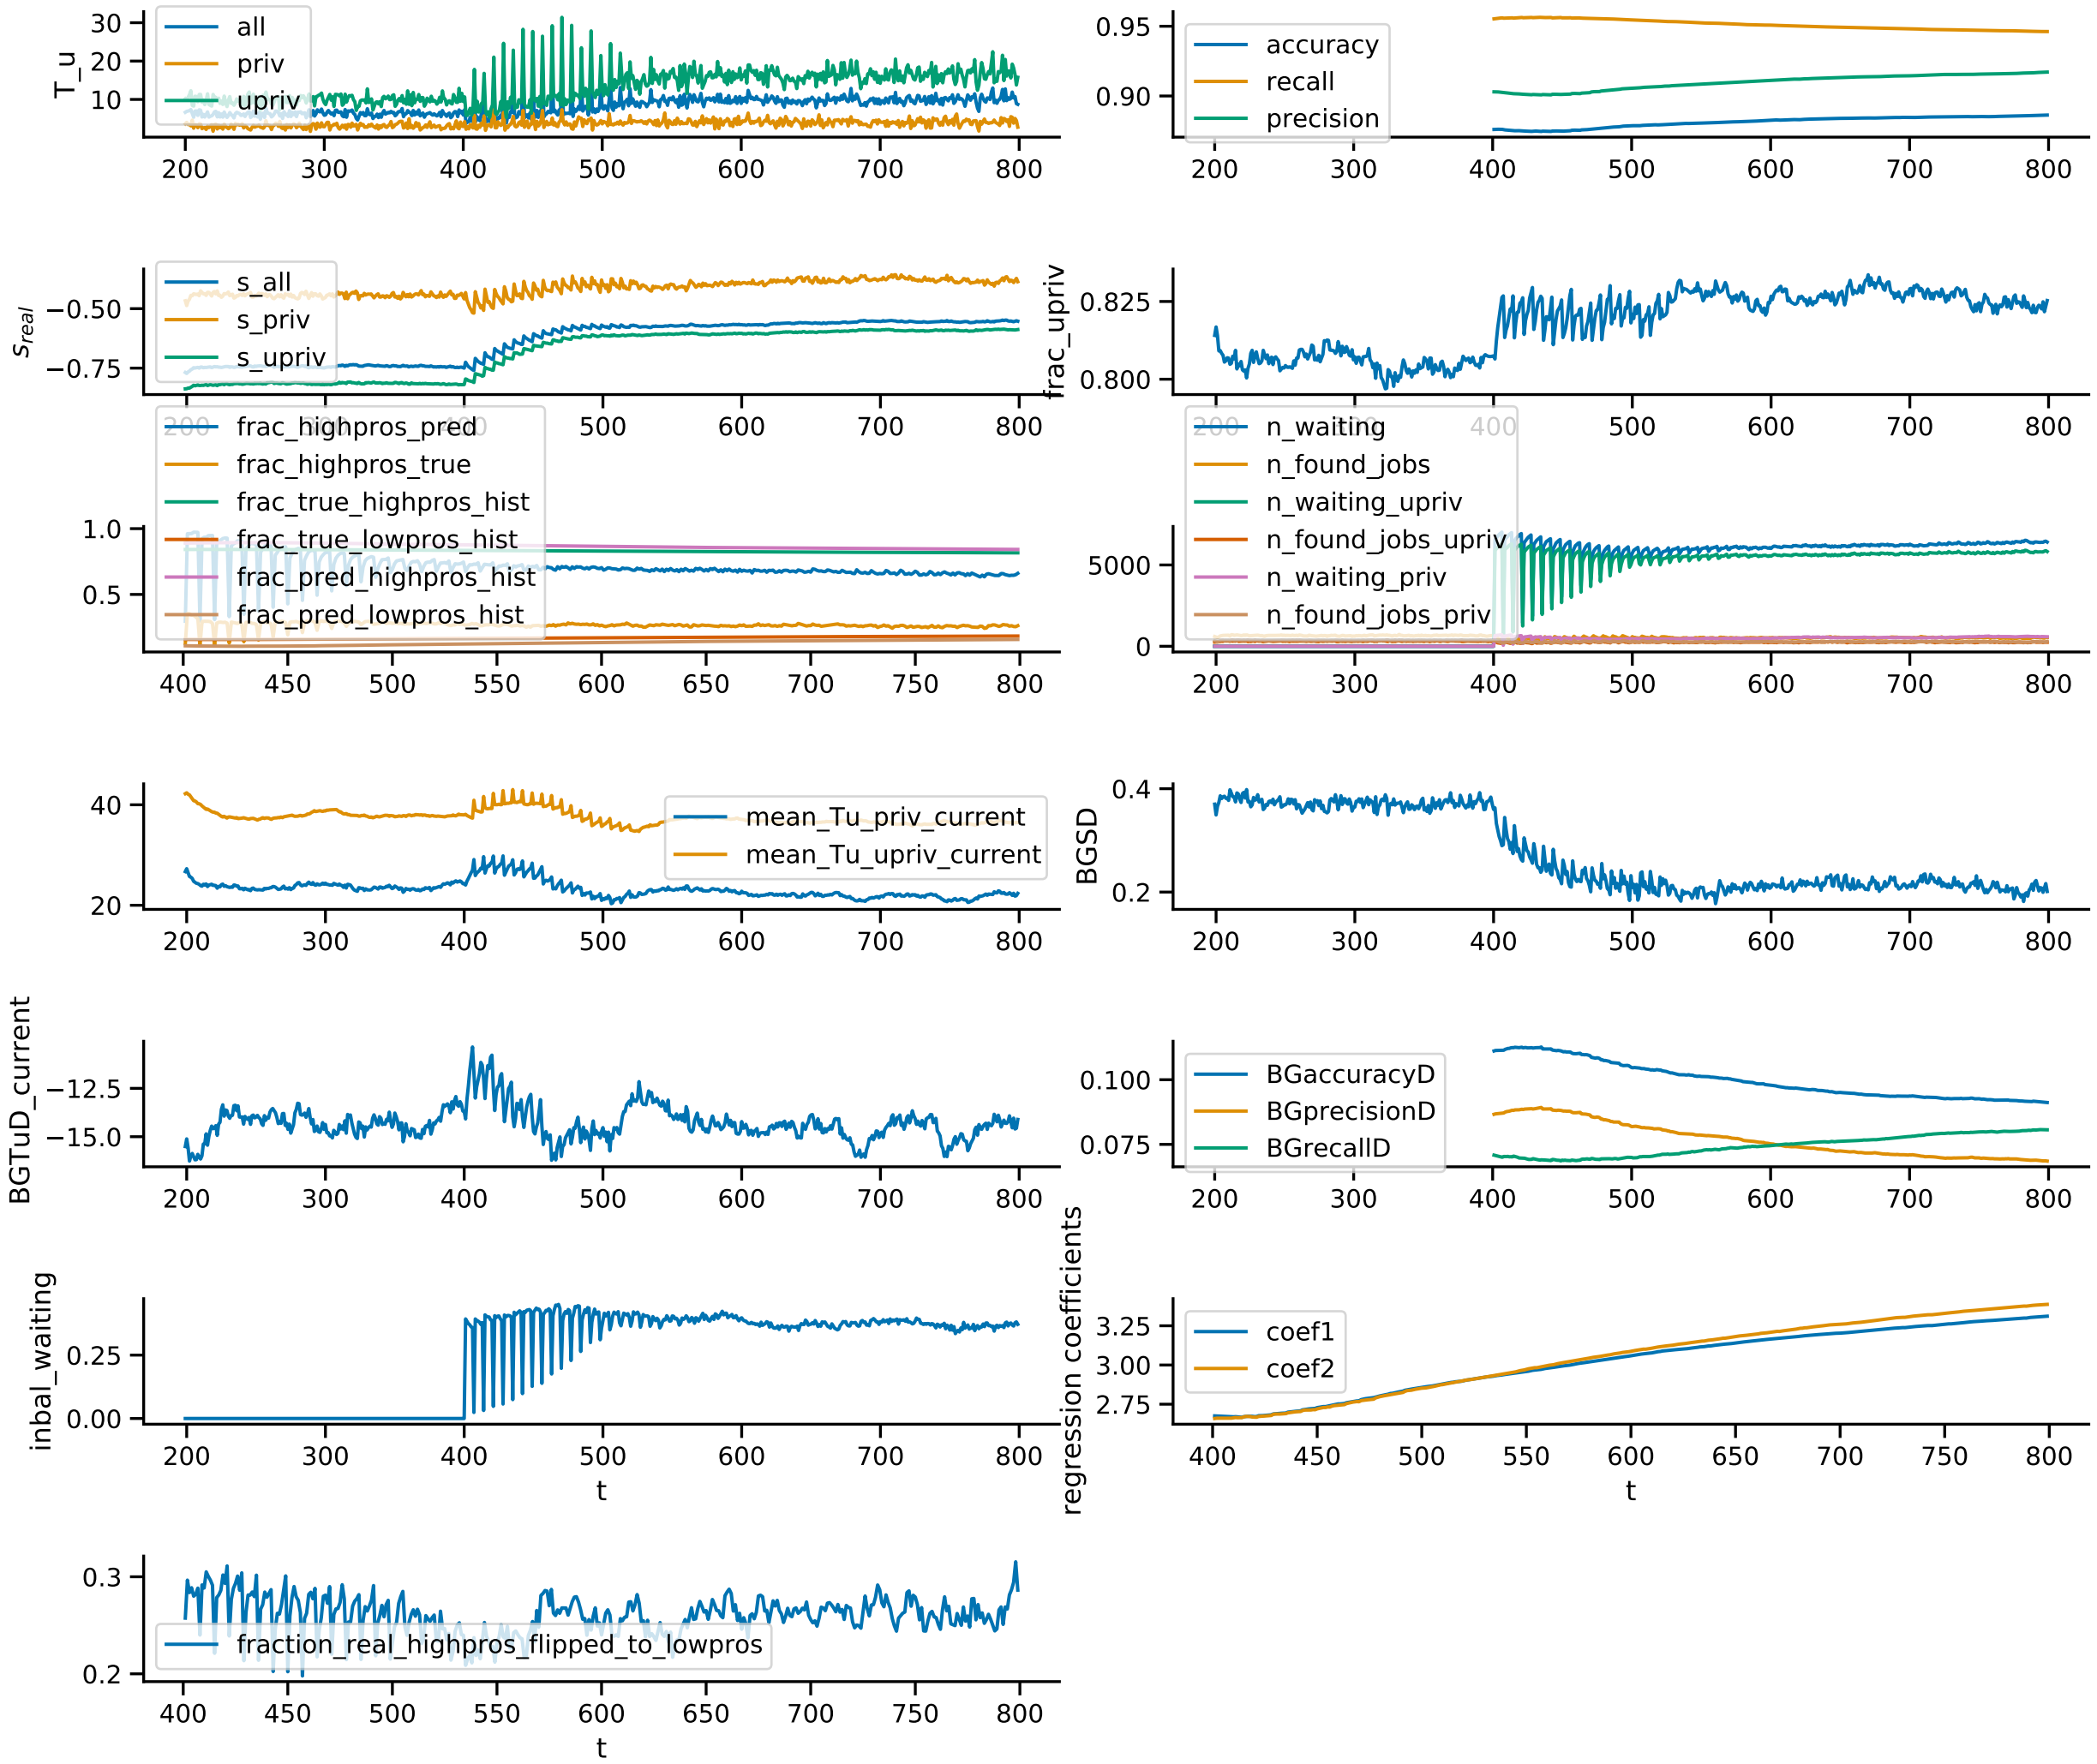 T_u
30
20
10
all
priv
upriv
200 300 400 500 600 700 800
0.95
0.90
accuracy
recall
precision
200 300 400 500 600 700 800
s_real
−0.50
−0.75
s_all
s_priv
s_upriv
200 300 400 500 600 700 800
frac_upriv
0.825
0.800
200 300 400 500 600 700 800
1.0
0.5
frac_highpros_pred
frac_highpros_true
frac_true_highpros_hist
frac_true_lowpros_hist
frac_pred_highpros_hist
frac_pred_lowpros_hist
400 450 500 550 600 650 700 750 800
5000
0
n_waiting
n_found_jobs
n_waiting_upriv
n_found_jobs_upriv
n_waiting_priv
n_found_jobs_priv
200 300 400 500 600 700 800
40
20
mean_Tu_priv_current
mean_Tu_upriv_current
200 300 400 500 600 700 800
BGSD
0.4
0.2
200 300 400 500 600 700 800
BGTuD_current
−12.5
−15.0
200 300 400 500 600 700 800
0.100
0.075
BGaccuracyD
BGprecisionD
BGrecallD
200 300 400 500 600 700 800
inbal_waiting
0.25
0.00
200 300 400 500 600 700 800
t
regression coefficients
3.25
3.00
2.75
coef1
coef2
400 450 500 550 600 650 700 750 800
t
0.3
0.2
fraction_real_highpros_flipped_to_lowpros
400 450 500 550 600 650 700 750 800
t